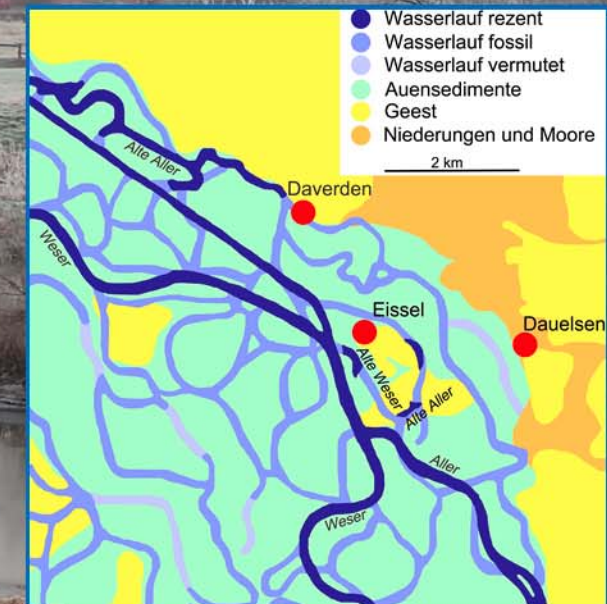 Wasserlauf rezent
Wasserlauf fossil
Wasserlauf vermutet
Auensedimente
Geest
Niederungen und Moore
2 km
Alte Aller
Daverden
Weser
Eissel
Dauelsen
Alte Weser
Alte Aller
Aller
Weser